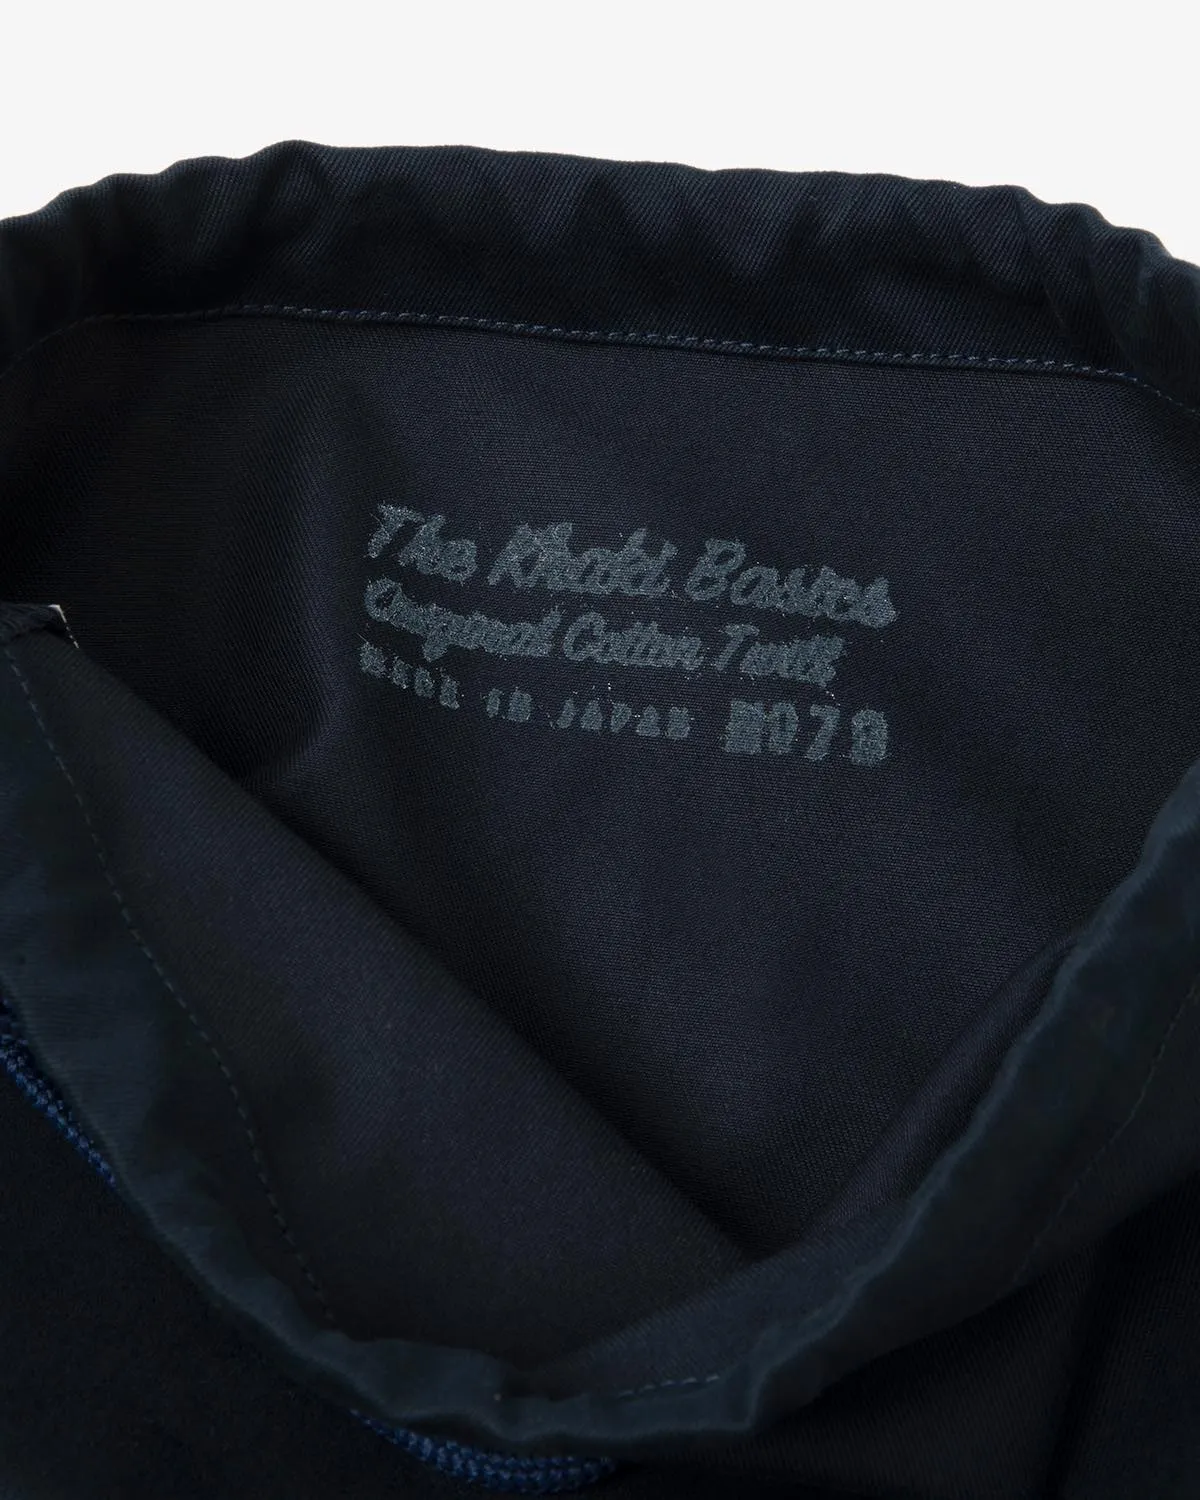 The Khaki Basics
Original Cotton Twill
MADE IN JAPAN